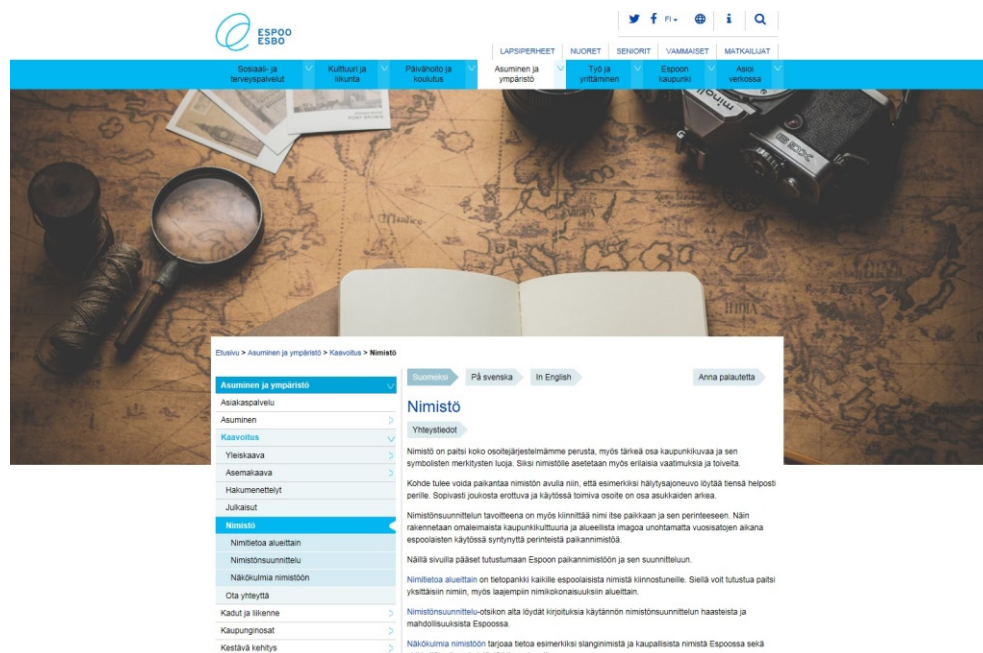 ESPOO
ESBO
FI
LAPSIPERHEET
NUORET
SENIORIT
VAMMAISET
MATKAILIJAT
Sosiaali- ja
terveyspalvelut
Kulttuuri ja
liikunta
Päivähoito ja
koulutus
Asuminen ja
ympäristö
Työ ja
yrittäminen
Espoon
kaupunki
Asioi
verkossa
minolta
Etusivu > Asuminen ja ympäristö > Kaavoitus > Nimistö
Asuminen ja ympäristö
Asiakaspalvelu
Asuminen
Kaavoitus
Yleiskaava
Asemakaava
Hakumenettelyt
Julkaisut
Nimistö
Nimitietoa alueittain
Nimistönsuunnittelu
Näkökulmia nimistöön
Ota yhteyttä
Kadut ja liikenne
Kaupunginosat
Kestävä kehitys
Suomeksi
På svenska
In English
Anna palautetta
Nimistö
Yhteystiedot
Nimistö on paitsi koko osoitejärjestelmämme perusta, myös tärkeä osa kaupunkikuvaa ja sen
symbolisten merkitysten luoja. Siksi nimistölle asetetaan myös erilaisia vaatimuksia ja toiveita.
Kohde tulee voida paikantaa nimistön avulla niin, että esimerkiksi hälytysajoneuvo löytää tiensä helposti
perille. Sopivasti joukosta erottuva ja käytössä toimiva osoite on osa asukkaiden arkea.
Nimistönsuunnittelun tavoitteena on myös kiinnittää nimi itse paikkaan ja sen perinteeseen. Näin
rakennetaan omaleimaista kaupunkikulttuuria ja alueellista imagoa unohtamatta vuosisatojen aikana
espoolaisten käytössä syntynyttä perinteistä paikannimistöä.
Näillä sivuilla pääset tutustumaan Espoon paikannimistöön ja sen suunnitteluun.
Nimitietoa alueittain on tietopankki kaikille espoolaisista nimistä kiinnostuneille. Siellä voit tutustua paitsi
yksittäisiin nimiin, myös laajempiin nimikokonaisuuksiin alueittain.
Nimistönsuunnittelu-otsikon alta löydät kirjoituksia käytännön nimistönsuunnittelun haasteista ja
mahdollisuuksista Espoossa.
Näkökulmia nimistöön tarjoaa tietoa esimerkiksi slanginimistä ja kaupallisista nimistä Espoossa sekä